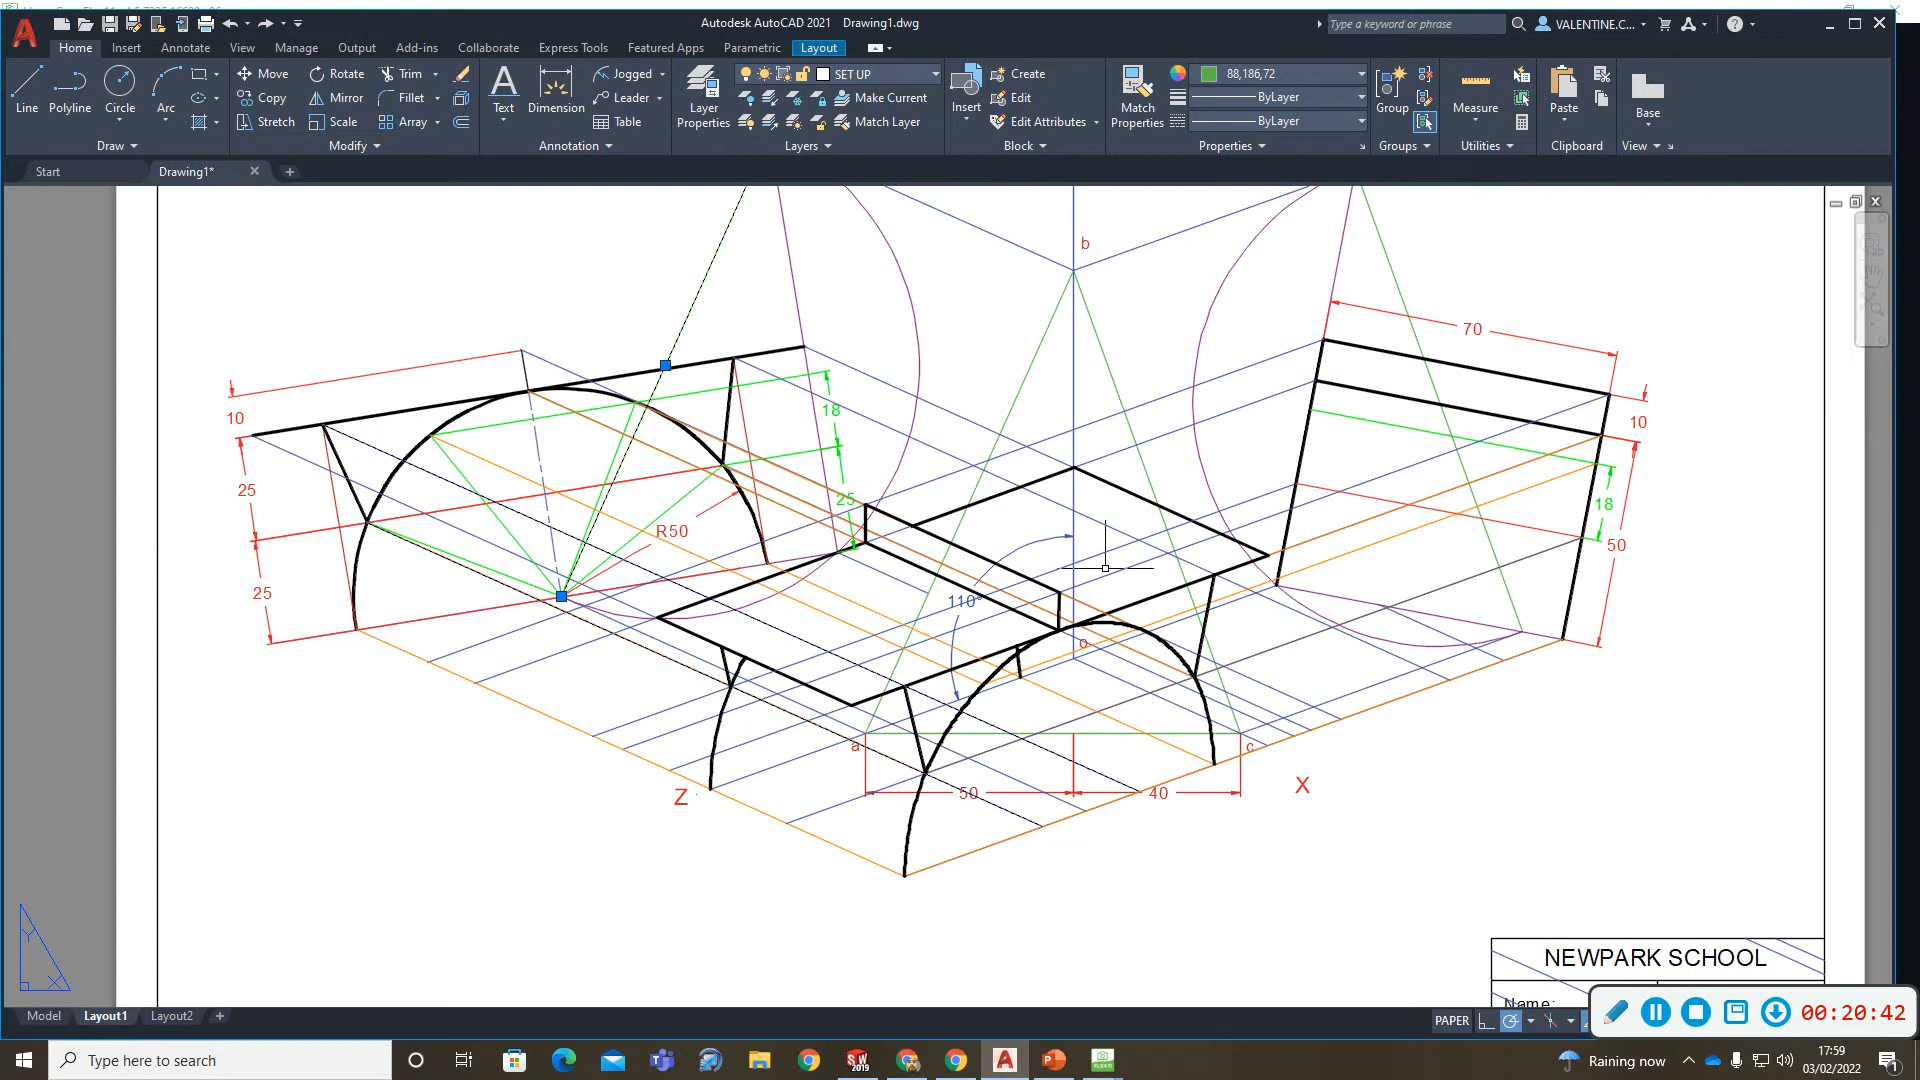 Autodesk AutoCAD 2021 Drawing1.dwg
Type a keyword or phrase
VALENTINE.C...
Home Insert Annotate View Manage Output Add-ins Collaborate Express Tools Featured Apps Parametric Layout
Line Polyline Circle Arc
Move Rotate Trim
Copy Mirror Fillet
Stretch Scale Array
Text Dimension
Jogged
Leader
Table
Layer Properties
SET UP
Make Current
Match Layer
Insert
Create
Edit
Edit Attributes
Match Properties
88,186,72
ByLayer
ByLayer
Group
Measure
Paste
Base
Draw Modify Annotation Layers Block Properties Groups Utilities Clipboard View
Start Drawing1*
b
70
10
18
10
25
25
18
50
R50
25
110°
o
a
c
Z
50
40
X
Y
X
NEWPARK SCHOOL
Name:
Model Layout1 Layout2
PAPER
00:20:42
Type here to search
SW
2019
Raining now
17:59
03/02/2022
1